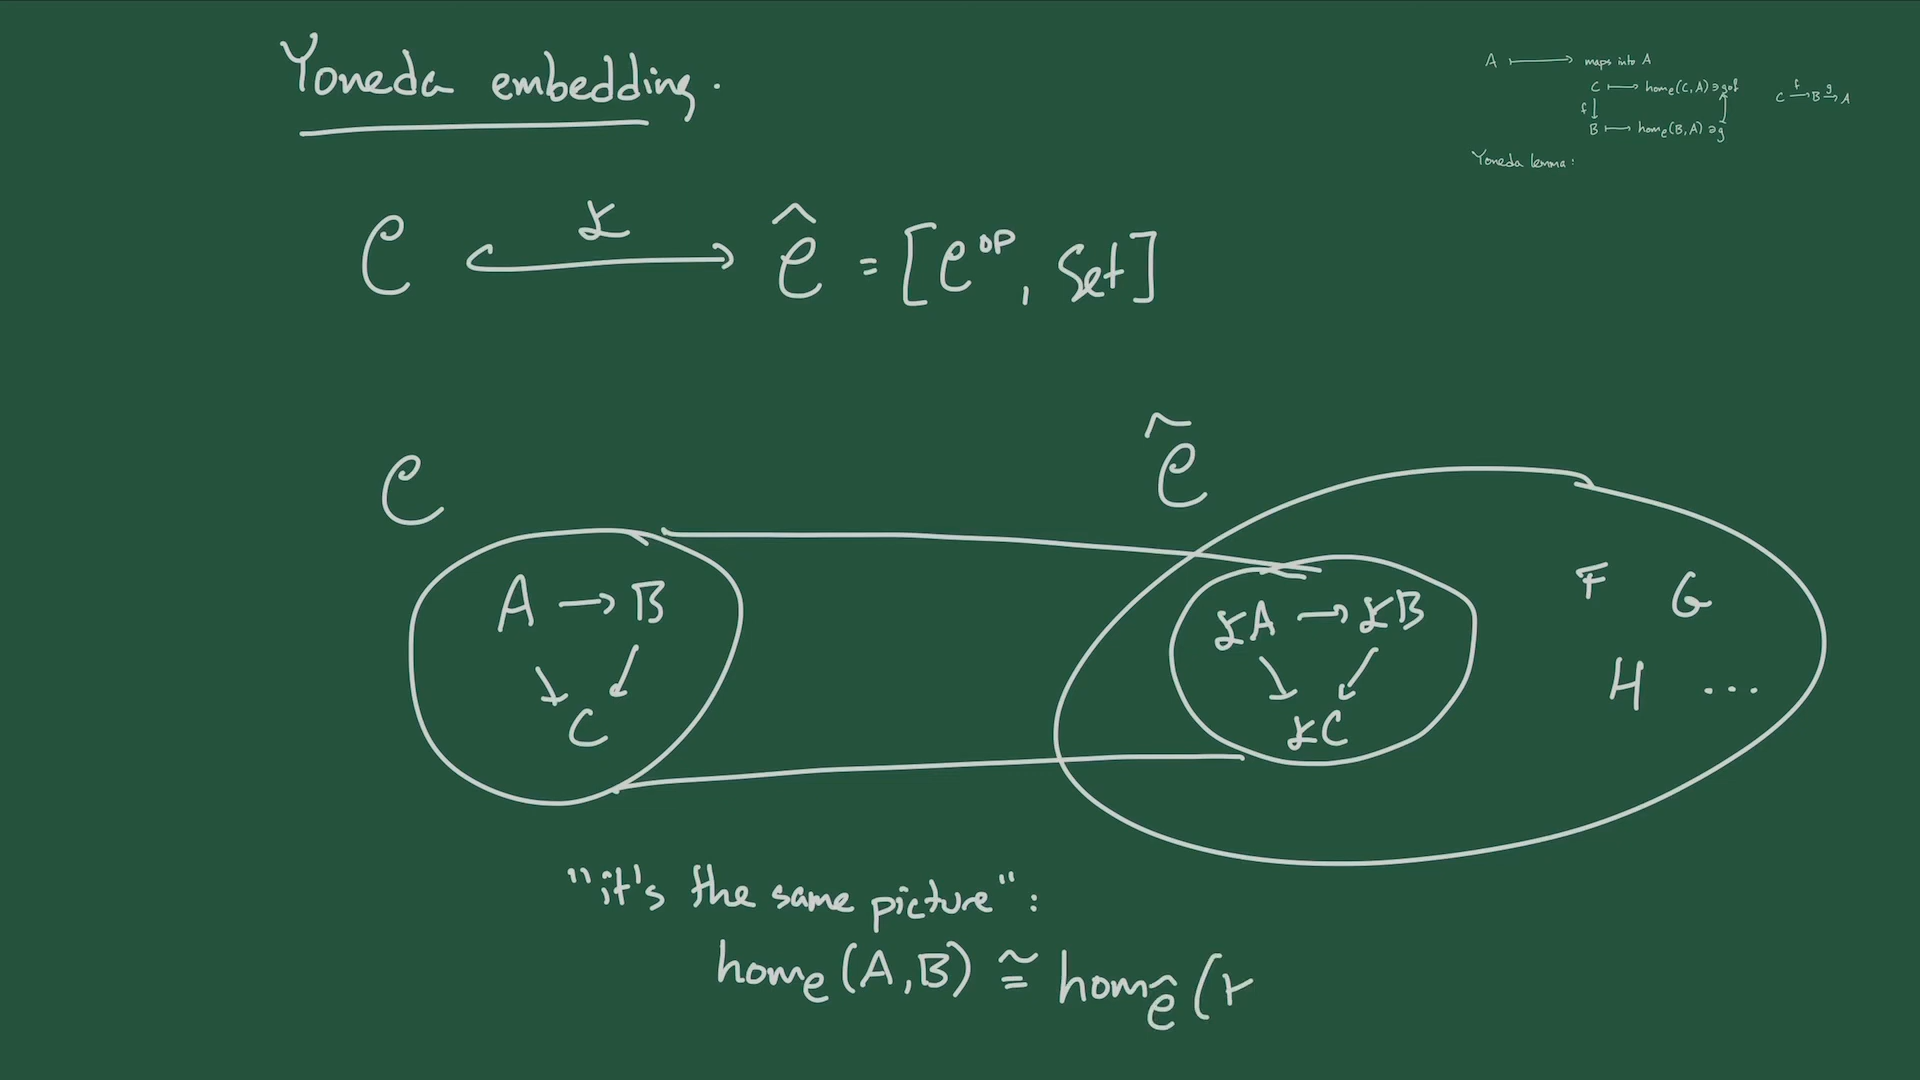 Yoneda embedding.
A ↦ maps into A
C ↦ hom_𝒞(C, A) ∋ g∘f
f ↓
C →f B →g A
B ↦ hom_𝒞(B, A) ∋ g
Yoneda lemma:
よ
𝒞 ↪ 𝒞̂ = [𝒞^op, Set]
𝒞
𝒞̂
A → B
C
よA → よB
よC
F G
H ...
"it's the same picture":
hom_𝒞(A,B) ≅ hom_𝒞̂(